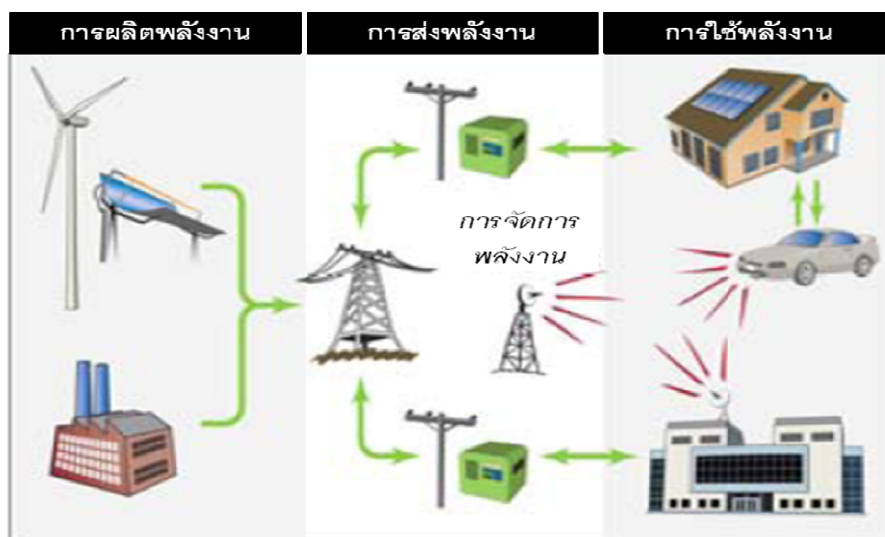 การผลิตพลังงาน
การส่งพลังงาน
การใช้พลังงาน
การจัดการ
พลังงาน